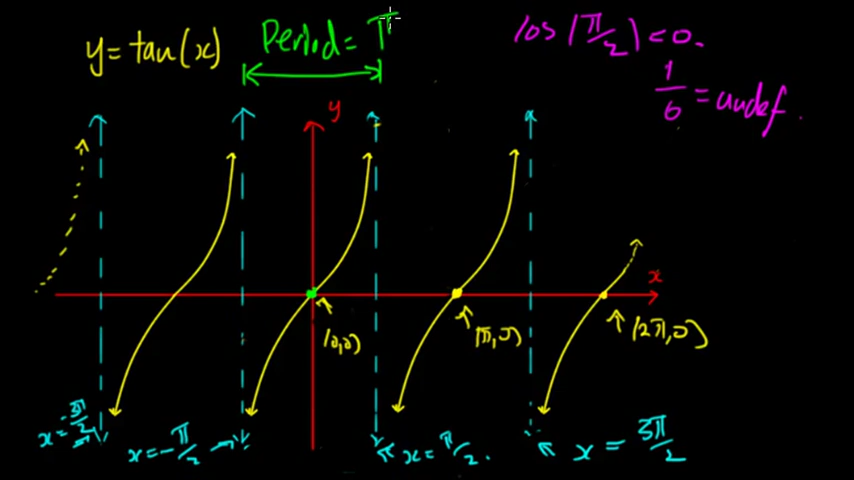 y=tan(x)
Period= π
cos(π/2)<0.
1/0 = undef.
y
x
(0,0)
(π,0)
(2π,0)
x=-3π/2
x=-π/2
x=π/2.
x = 3π/2